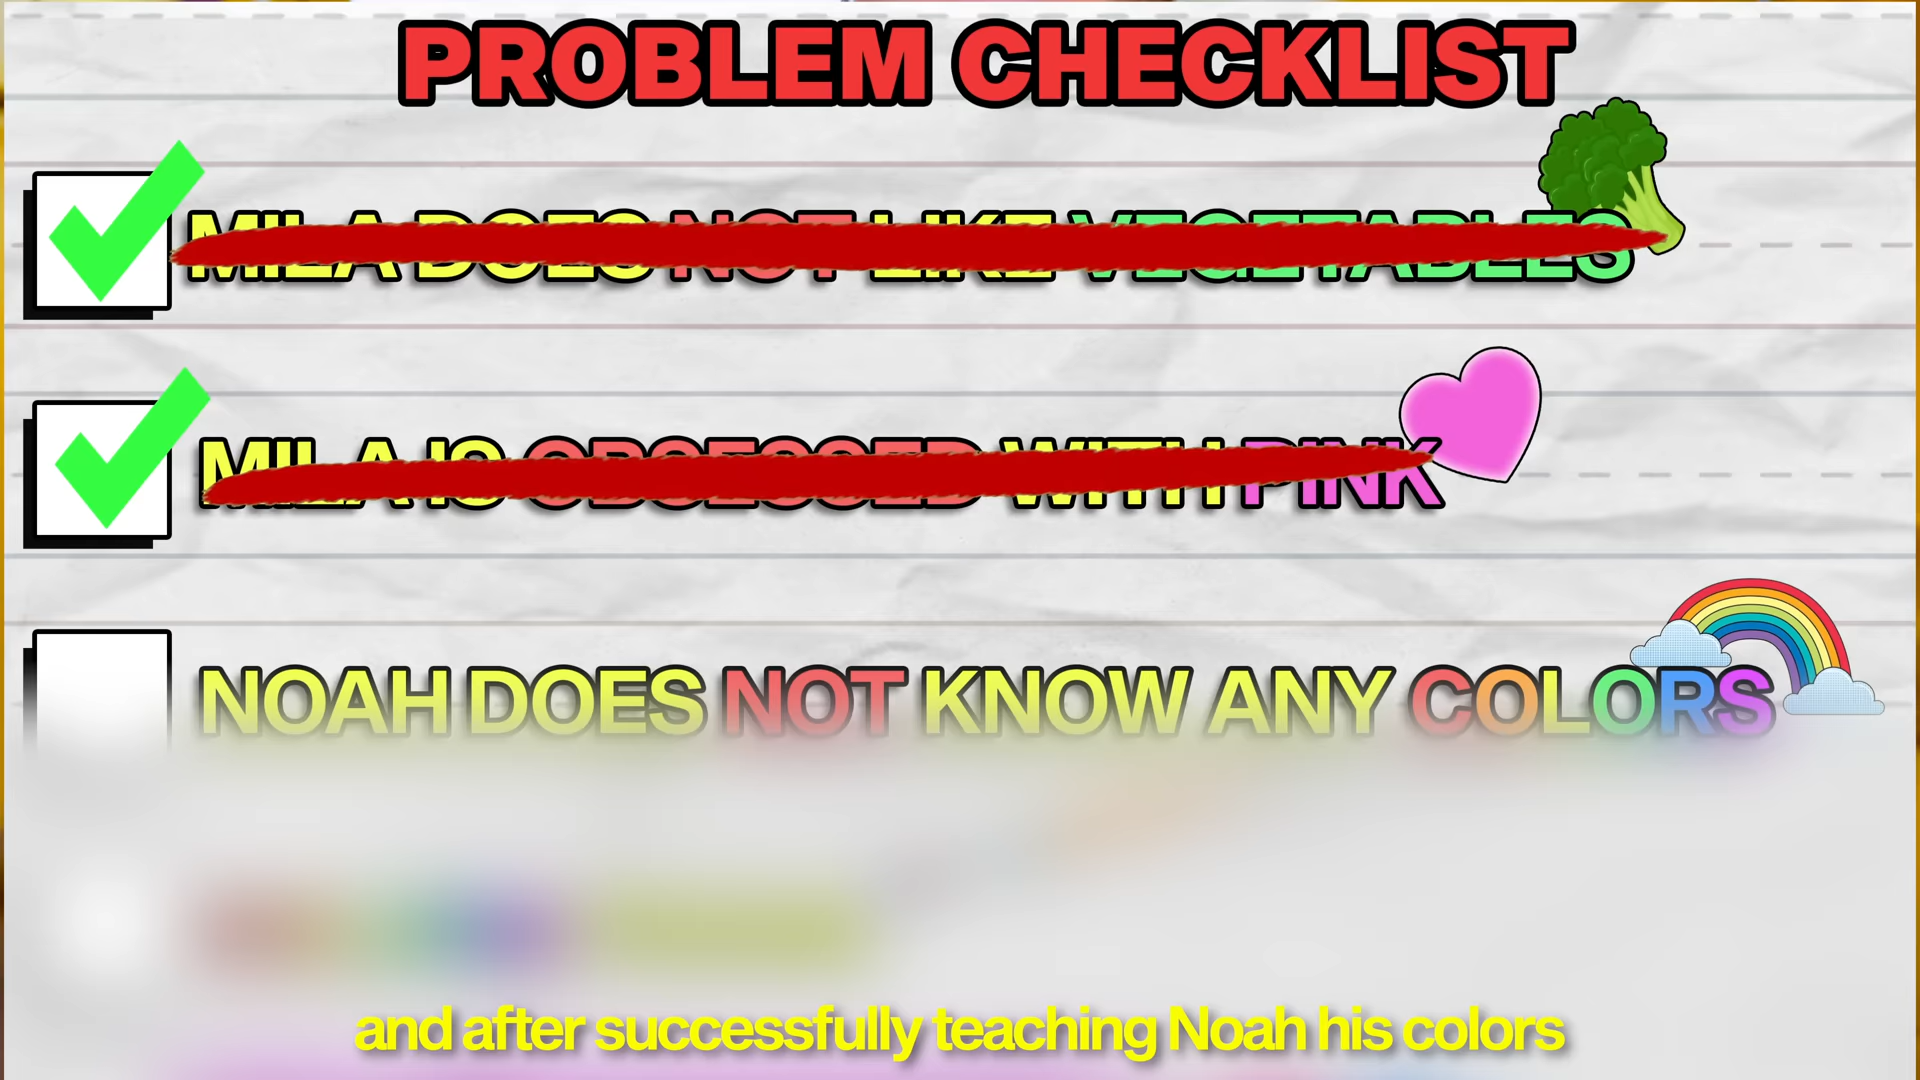 PROBLEM CHECKLIST
MILA DOES NOT LIKE VEGETABLES
MILA IS OBSESSED WITH PINK
NOAH DOES NOT KNOW ANY COLORS
and after successfully teaching Noah his colors